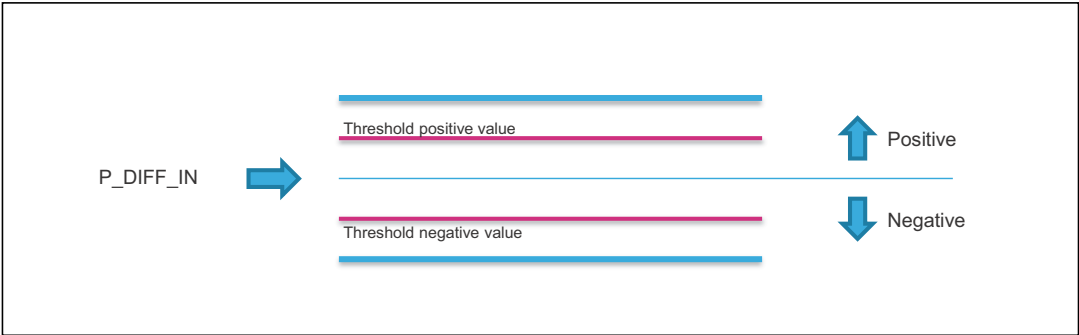 Threshold positive value
Positive
P_DIFF_IN
Negative
Threshold negative value